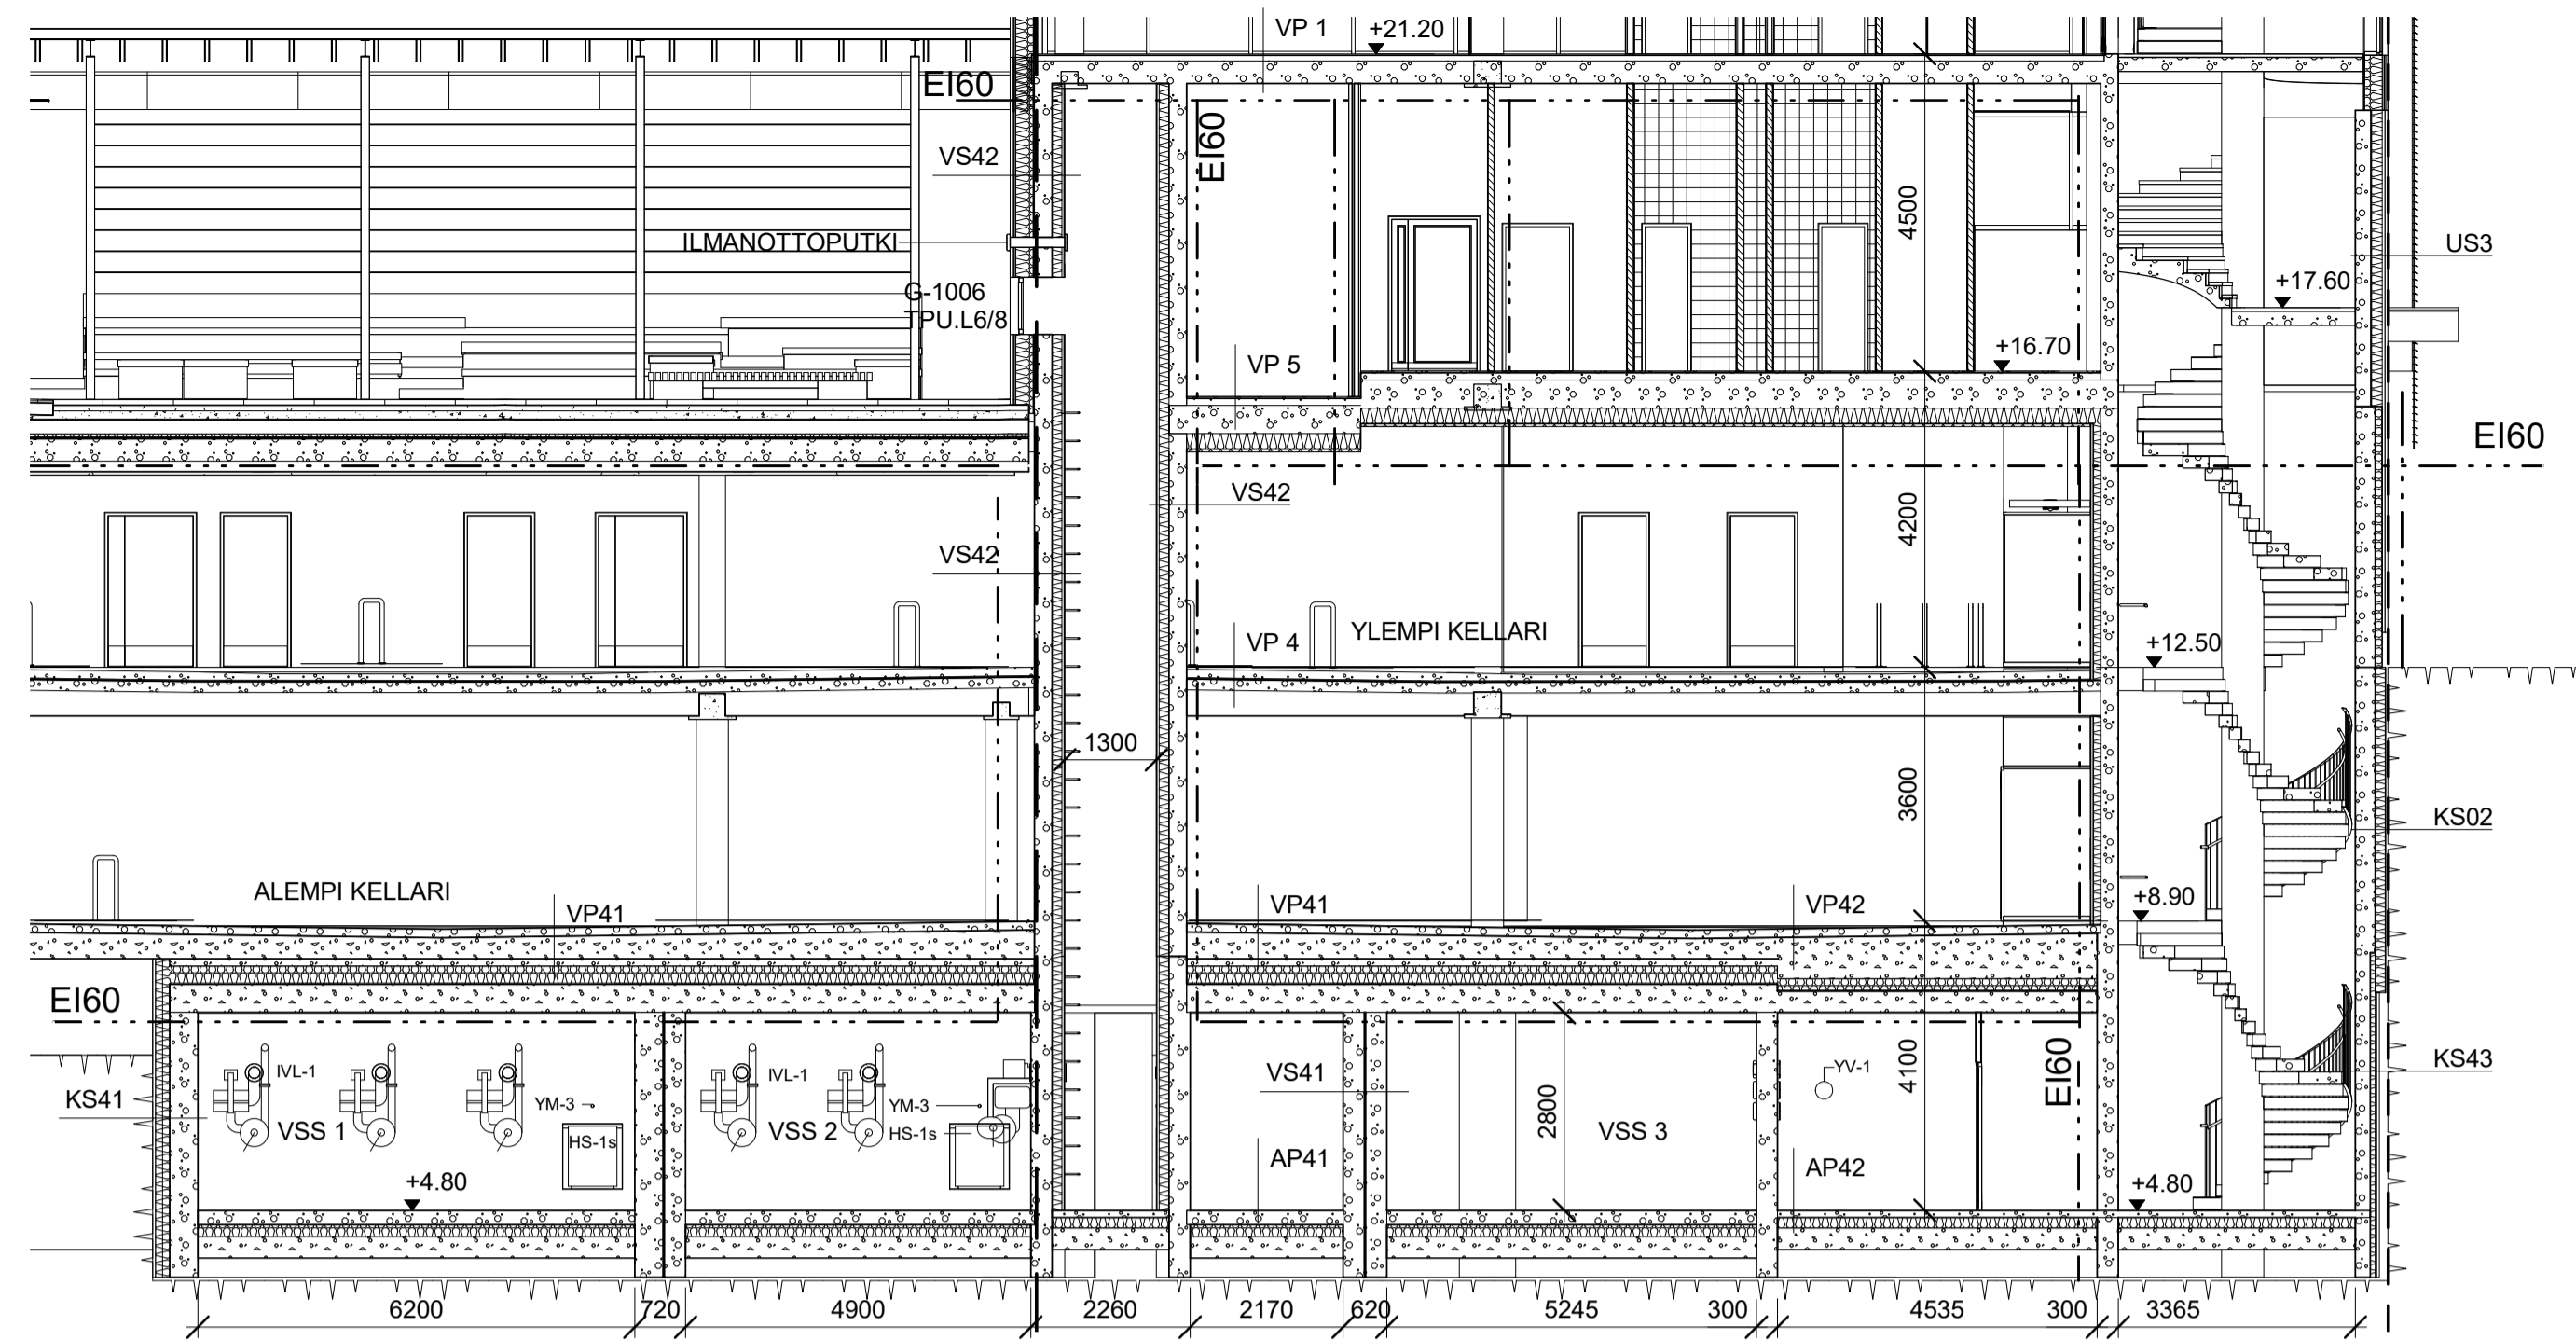 VP 1
+21.20
EI60
EI60
VS42
4500
ILMANOTTOPUTKI
US3
+17.60
G-1006
TPU.L6/8
+16.70
VP 5
EI60
VS42
4200
VS42
YLEMPI KELLARI
VP 4
+12.50
1300
3600
KS02
ALEMPI KELLARI
VP41
VP41
VP42
+8.90
EI60
IVL-1
IVL-1
VS41
YV-1
4100
EI60
KS43
KS41
YM-3
YM-3
2800
VSS 1
HS-1s
VSS 2
HS-1s
VSS 3
AP41
AP42
+4.80
+4.80
6200
720
4900
2260
2170
620
5245
300
4535
300
3365